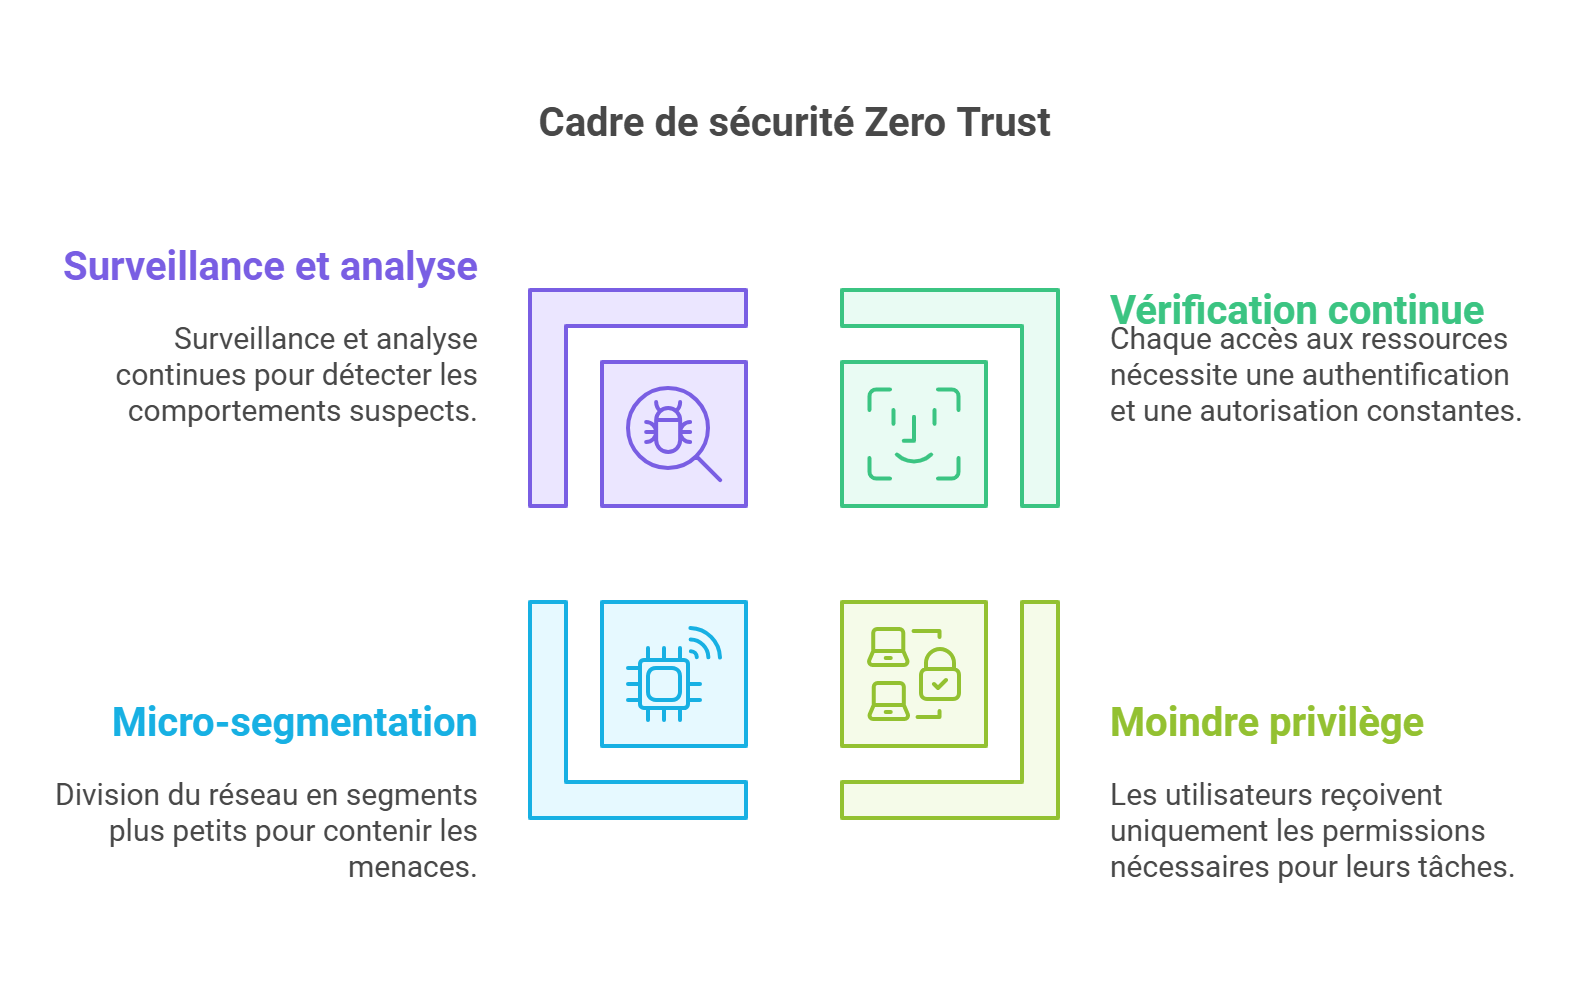 Cadre de sécurité Zero Trust
Surveillance et analyse
Surveillance et analyse
continues pour détecter les
comportements suspects.
Vérification continue
Chaque accès aux ressources
nécessite une authentification
et une autorisation constantes.
Micro-segmentation
Division du réseau en segments
plus petits pour contenir les
menaces.
Moindre privilège
Les utilisateurs reçoivent
uniquement les permissions
nécessaires pour leurs tâches.